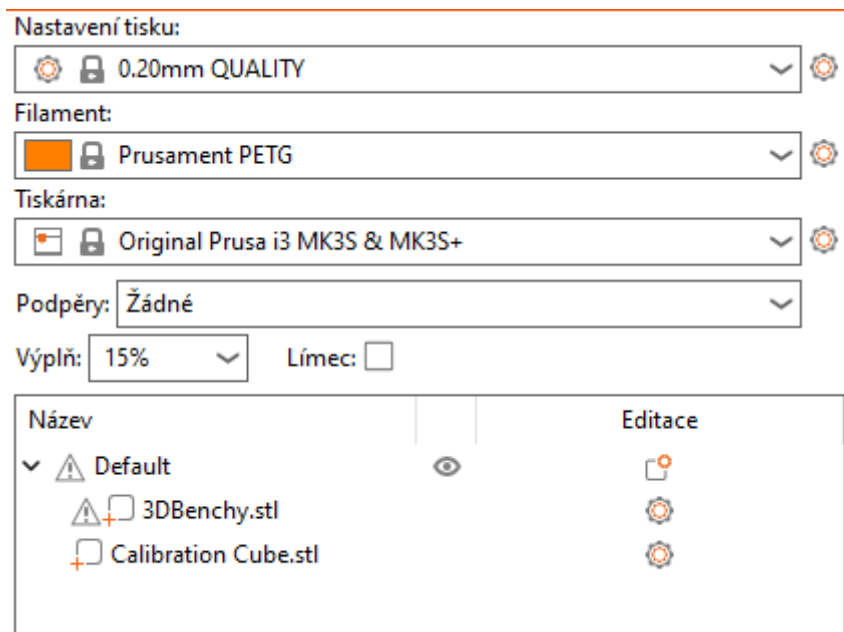 Nastavení tisku:
0.20mm QUALITY
Filament:
Prusament PETG
Tiskárna:
Original Prusa i3 MK3S & MK3S+
Podpěry: Žádné
Výplň: 15% Límec:
Název Editace
Default
3DBenchy.stl
Calibration Cube.stl